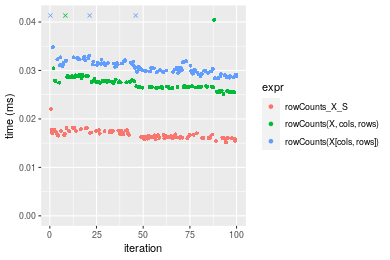 0.04
0.03
0.02
0.01
0.00
time (ms)
0
25
50
75
100
iteration
expr
rowCounts_X_S
rowCounts(X, cols, rows)
rowCounts(X[cols, rows])